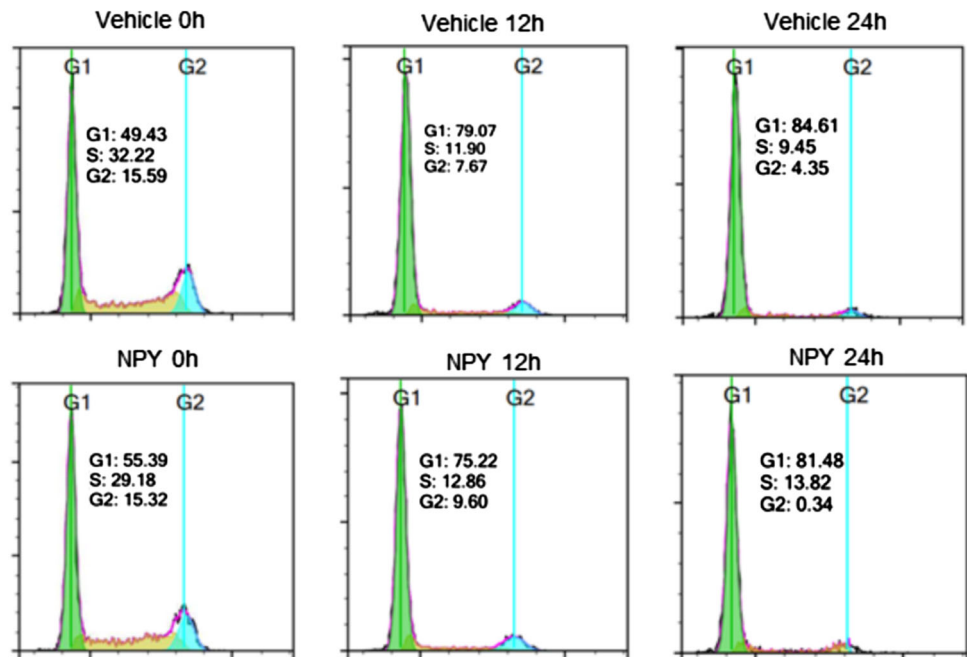 Vehicle 0h
Vehicle 12h
Vehicle 24h
G1
G2
G1: 49.43
S: 32.22
G2: 15.59
G1
G2
G1: 79.07
S: 11.90
G2: 7.67
G1
G2
G1: 84.61
S: 9.45
G2: 4.35
NPY 0h
NPY 12h
NPY 24h
G1
G2
G1: 55.39
S: 29.18
G2: 15.32
G1
G2
G1: 75.22
S: 12.86
G2: 9.60
G1
G2
G1: 81.48
S: 13.82
G2: 0.34